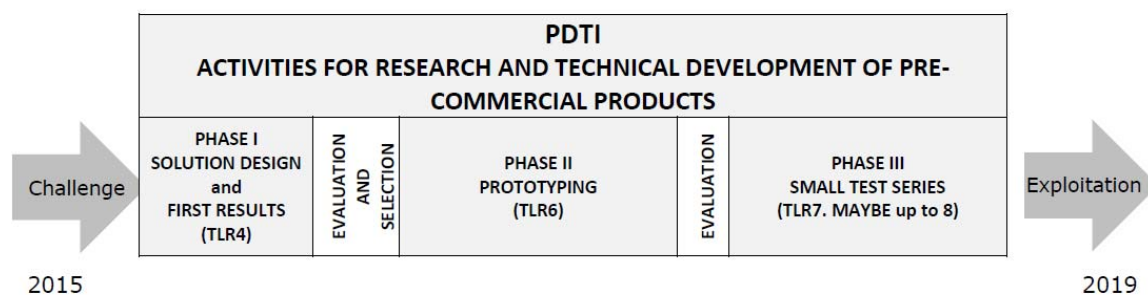 PDTI
ACTIVITIES FOR RESEARCH AND TECHNICAL DEVELOPMENT OF PRE-
COMMERCIAL PRODUCTS
Challenge
PHASE I
SOLUTION DESIGN
and
FIRST RESULTS
(TLR4)
EVALUATION
AND
SELECTION
PHASE II
PROTOTYPING
(TLR6)
EVALUATION
PHASE III
SMALL TEST SERIES
(TLR7. MAYBE up to 8)
Exploitation
2015
2019